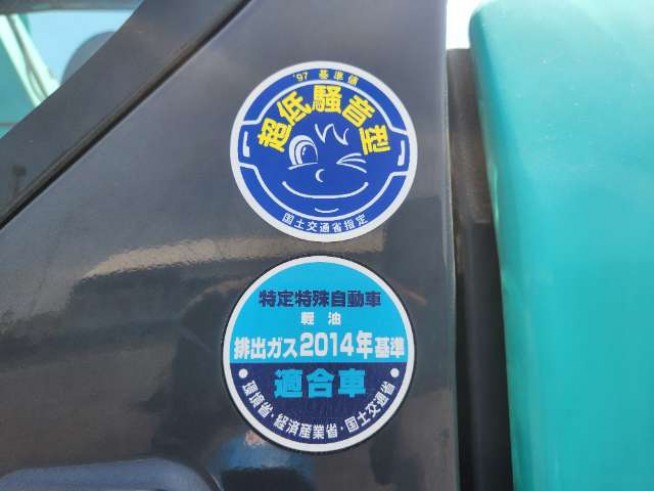 '97 基準値
超低騒音型
国土交通省指定
特定特殊自動車
軽油
排出ガス2014年基準
適合車
・環境省・経済産業省・国土交通省・